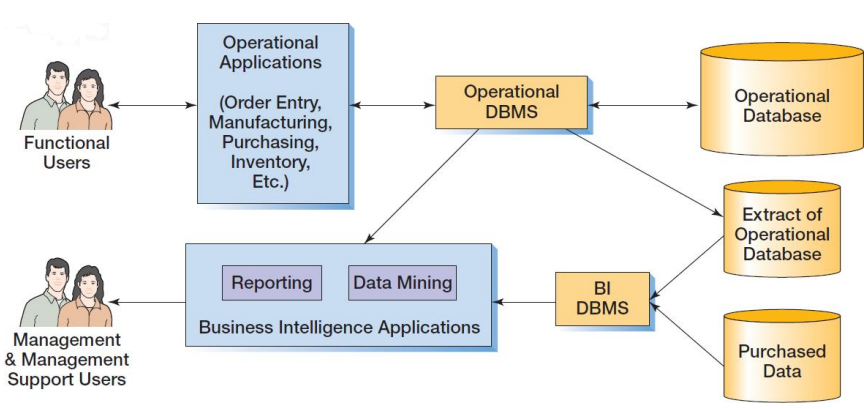 Operational
Applications
(Order Entry,
Manufacturing,
Purchasing,
Inventory,
Etc.)
Functional
Users
Operational
DBMS
Operational
Database
Extract of
Operational
Database
Reporting
Data Mining
Business Intelligence Applications
BI
DBMS
Purchased
Data
Management
& Management
Support Users